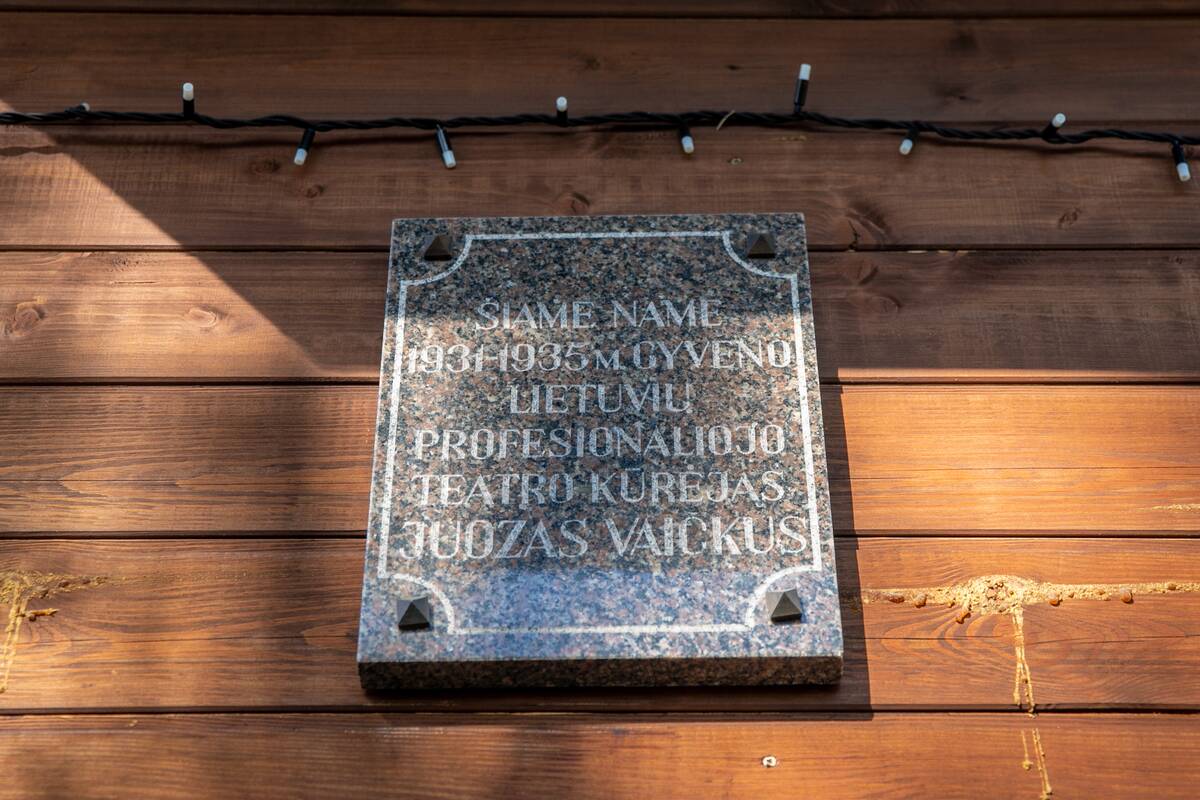 ŠIAME NAME
1931-1935 M. GYVENO
LIETUVIŲ
PROFESIONALIOJO
TEATRO KŪRĖJAS
JUOZAS VAIČKUS